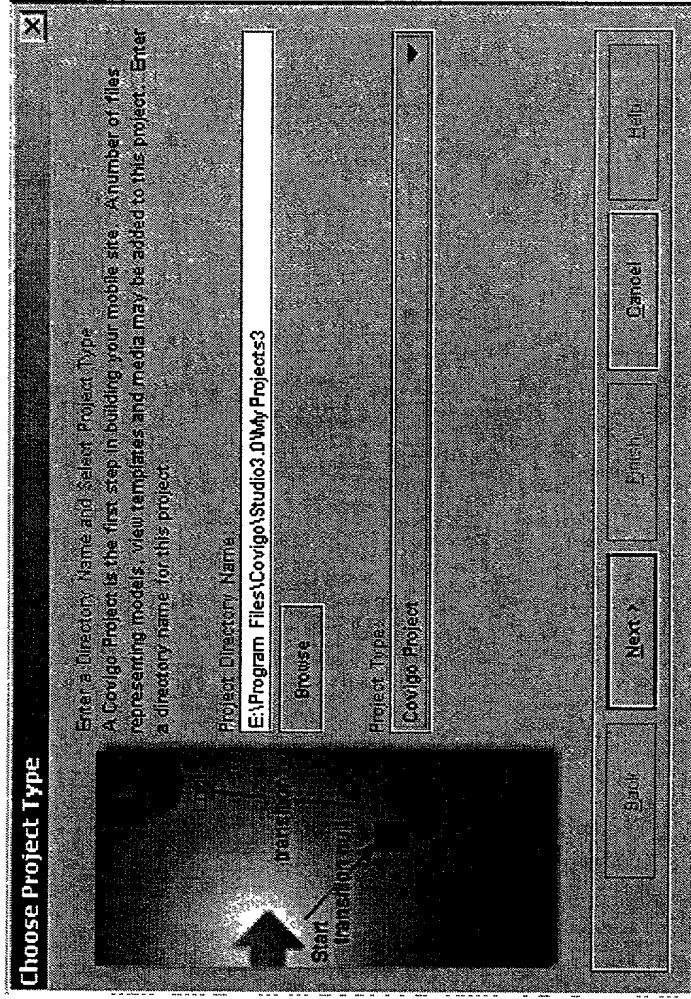 Choose Project Type
Enter a Directory Name and Select Project Type
A Covigo Project is the first step in building your mobile site. A number of files
representing models, view templates and media may be added to this project. Enter
a directory name for this project
Project Directory Name
E:\Program Files\Covigo\Studio3.0\My Projects3
Browse
Project Type:
Covigo Project
Start
transition
Back
Next >
Finish
Cancel
Help